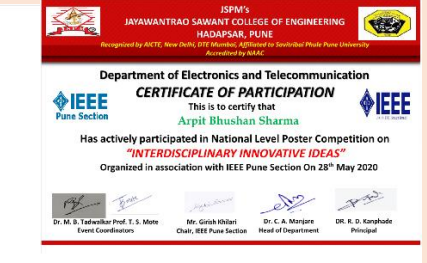 JSPM's
JAYAWANTRAO SAWANT COLLEGE OF ENGINEERING
HADAPSAR, PUNE
Recognized by AICTE, New Delhi, DTE Mumbai, Affiliated to Savitribai Phule Pune University
Accredited by NAAC
Department of Electronics and Telecommunication
CERTIFICATE OF PARTICIPATION
IEEE
Pune Section
This is to certify that
IEEE
Arpit Bhushan Sharma
Has actively participated in National Level Poster Competition on
"INTERDISCIPLINARY INNOVATIVE IDEAS"
Organized in association with IEEE Pune Section On 28th May 2020
Dr. M. B. Tadwalkar Prof. T. S. Mote
Event Coordinators
Mr. Girish Khilari
Chair, IEEE Pune Section
Dr. C. A. Manjare
Head of Department
DR. R. D. Kanphade
Principal